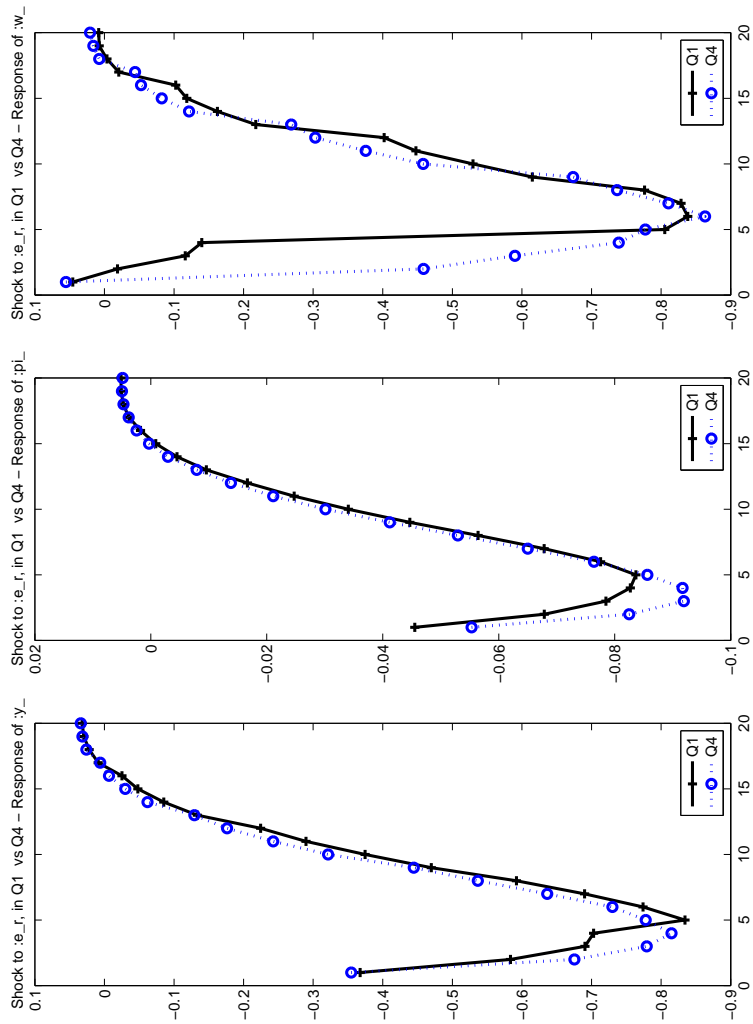 Shock to :e_r, in Q1  vs Q4 − Response of :y_
0.1
0
−0.1
−0.2
−0.3
−0.4
−0.5
−0.6
−0.7
−0.8
−0.9
0 5 10 15 20
Q1
Q4
Shock to :e_r, in Q1  vs Q4 − Response of :pi_
0.02
0
−0.02
−0.04
−0.06
−0.08
−0.1
0 5 10 15 20
Q1
Q4
Shock to :e_r, in Q1  vs Q4 − Response of :w_
0.1
0
−0.1
−0.2
−0.3
−0.4
−0.5
−0.6
−0.7
−0.8
−0.9
0 5 10 15 20
Q1
Q4